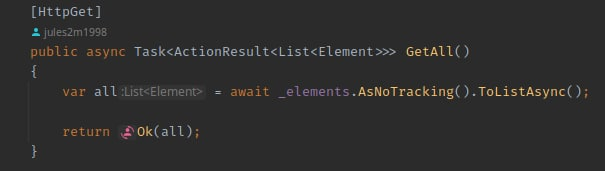 [HttpGet]
jules2m1998
public async Task<ActionResult<List<Element>>> GetAll()
{
var all :List<Element> = await _elements.AsNoTracking().ToListAsync();
return Ok(all);
}